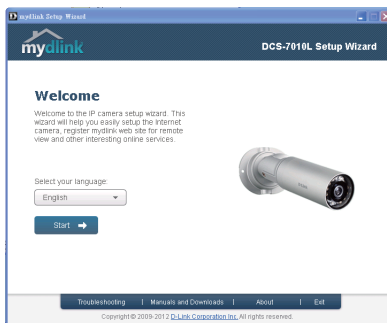 mydlink Setup Wizard
mydlink
DCS-7010L Setup Wizard
Welcome
Welcome to the IP camera setup wizard. This
wizard will help you easily setup the Internet
camera, register mydlink web site for remote
view and other interesting online services.
Select your language:
English
Start
Troubleshooting | Manuals and Downloads | About | Exit
Copyright © 2009-2012 D-Link Corporation Inc. All rights reserved.